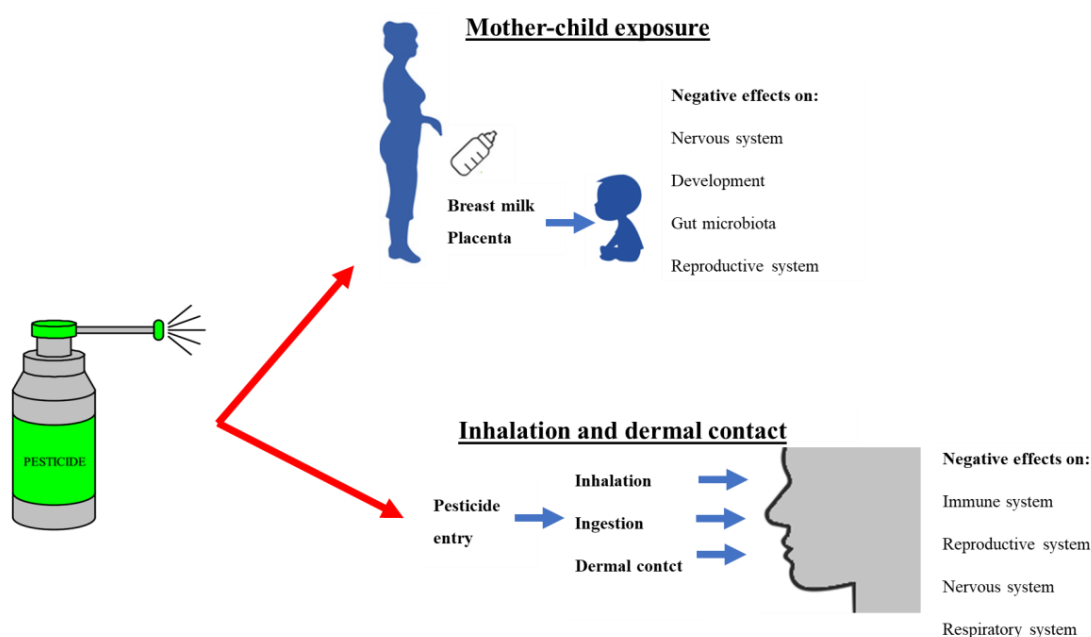 Mother-child exposure
Negative effects on:
Nervous system
Development
Gut microbiota
Reproductive system
Breast milk
Placenta
PESTICIDE
Inhalation and dermal contact
Pesticide
entry
Inhalation
Ingestion
Dermal contct
Negative effects on:
Immune system
Reproductive system
Nervous system
Respiratory system